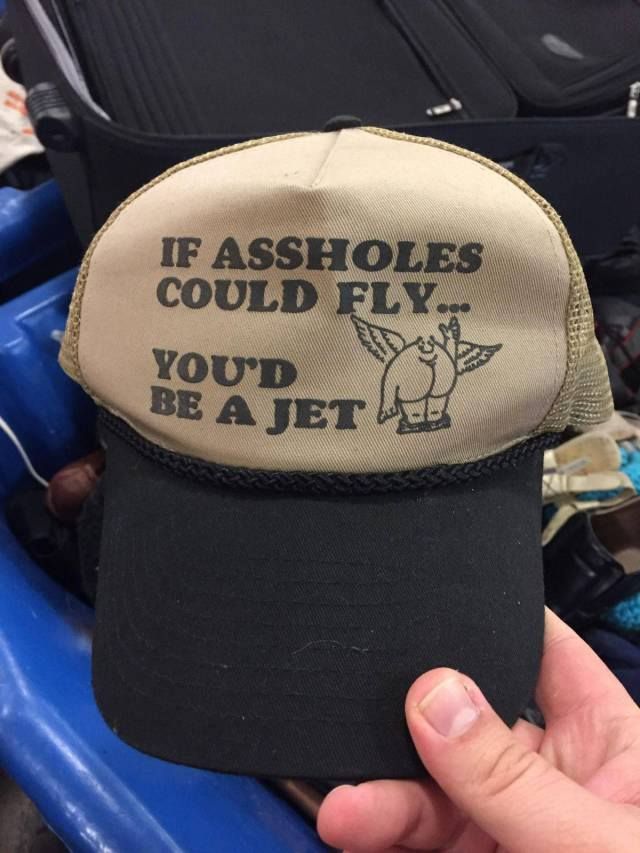 IF ASSHOLES
COULD FLY...
YOU'D
BE A JET